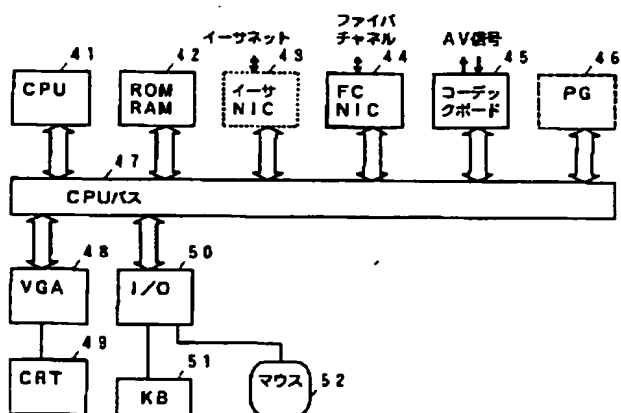 イーサネット
ファイバ
チャネル
AV信号
41
42
43
44
45
46
CPU
ROM
RAM
イーサ
NIC
FC
NIC
コーデッ
クボード
PG
47
CPUバス
48
50
VGA
I/O
49
51
CRT
KB
マウス
52